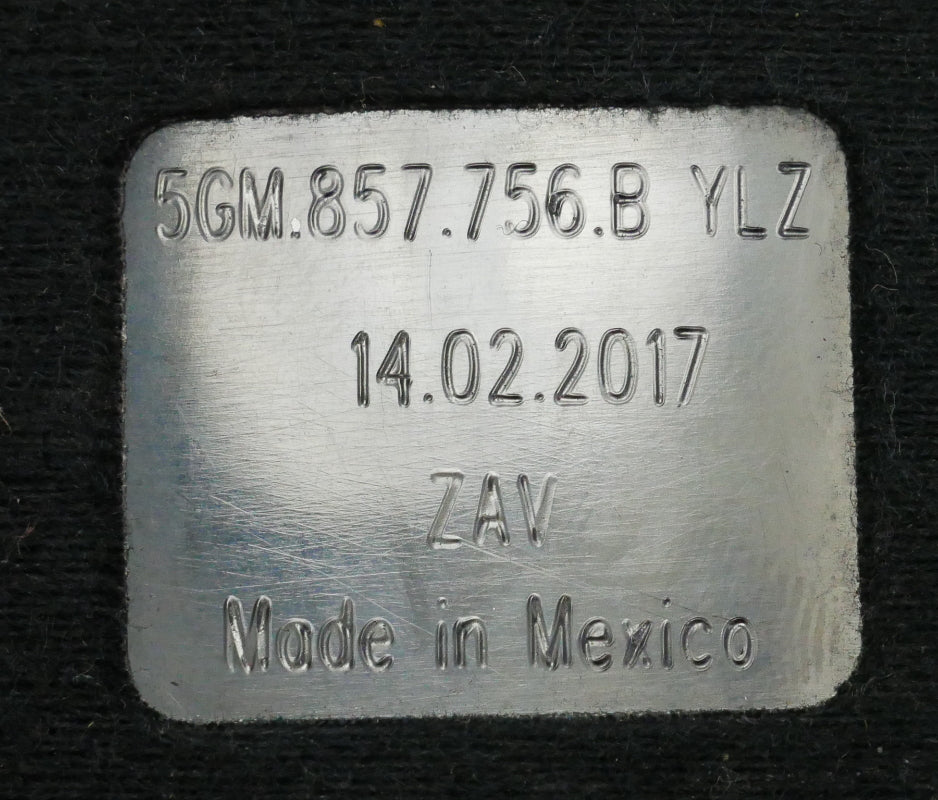 5GM.857.756.B YLZ
14.02.2017
ZAV
Made in Mexico